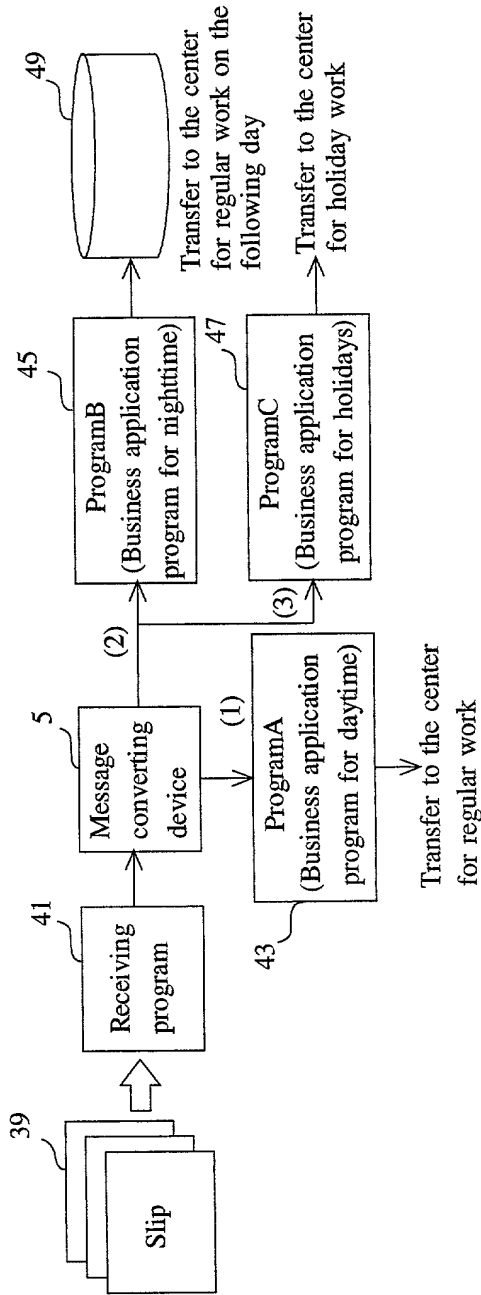 39
Slip
41
Receiving
program
5
Message
converting
device
(1)
(2)
(3)
43
ProgramA
(Business application
program for daytime)
Transfer to the center
for regular work
45
ProgramB
(Business application
program for nighttime)
49
Transfer to the center
for regular work on the
following day
47
ProgramC
(Business application
program for holidays)
Transfer to the center
for holiday work